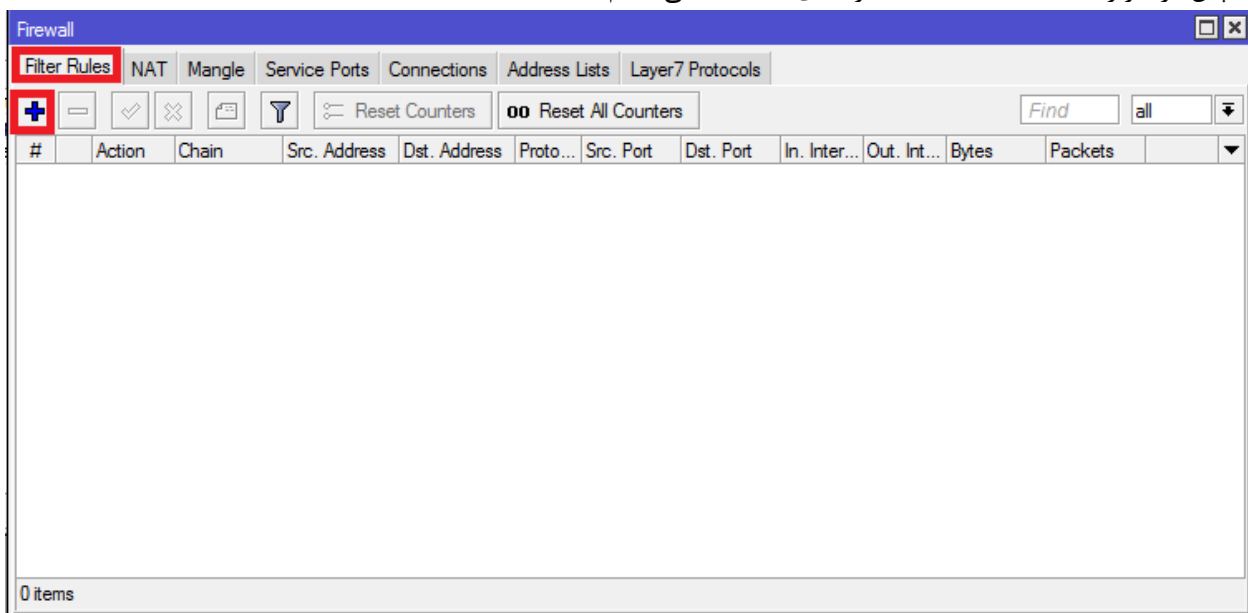 Firewall
Filter Rules NAT Mangle Service Ports Connections Address Lists Layer7 Protocols
Reset Counters 00 Reset All Counters Find all
# Action Chain Src. Address Dst. Address Proto... Src. Port Dst. Port In. Inter... Out. Int... Bytes Packets
0 items